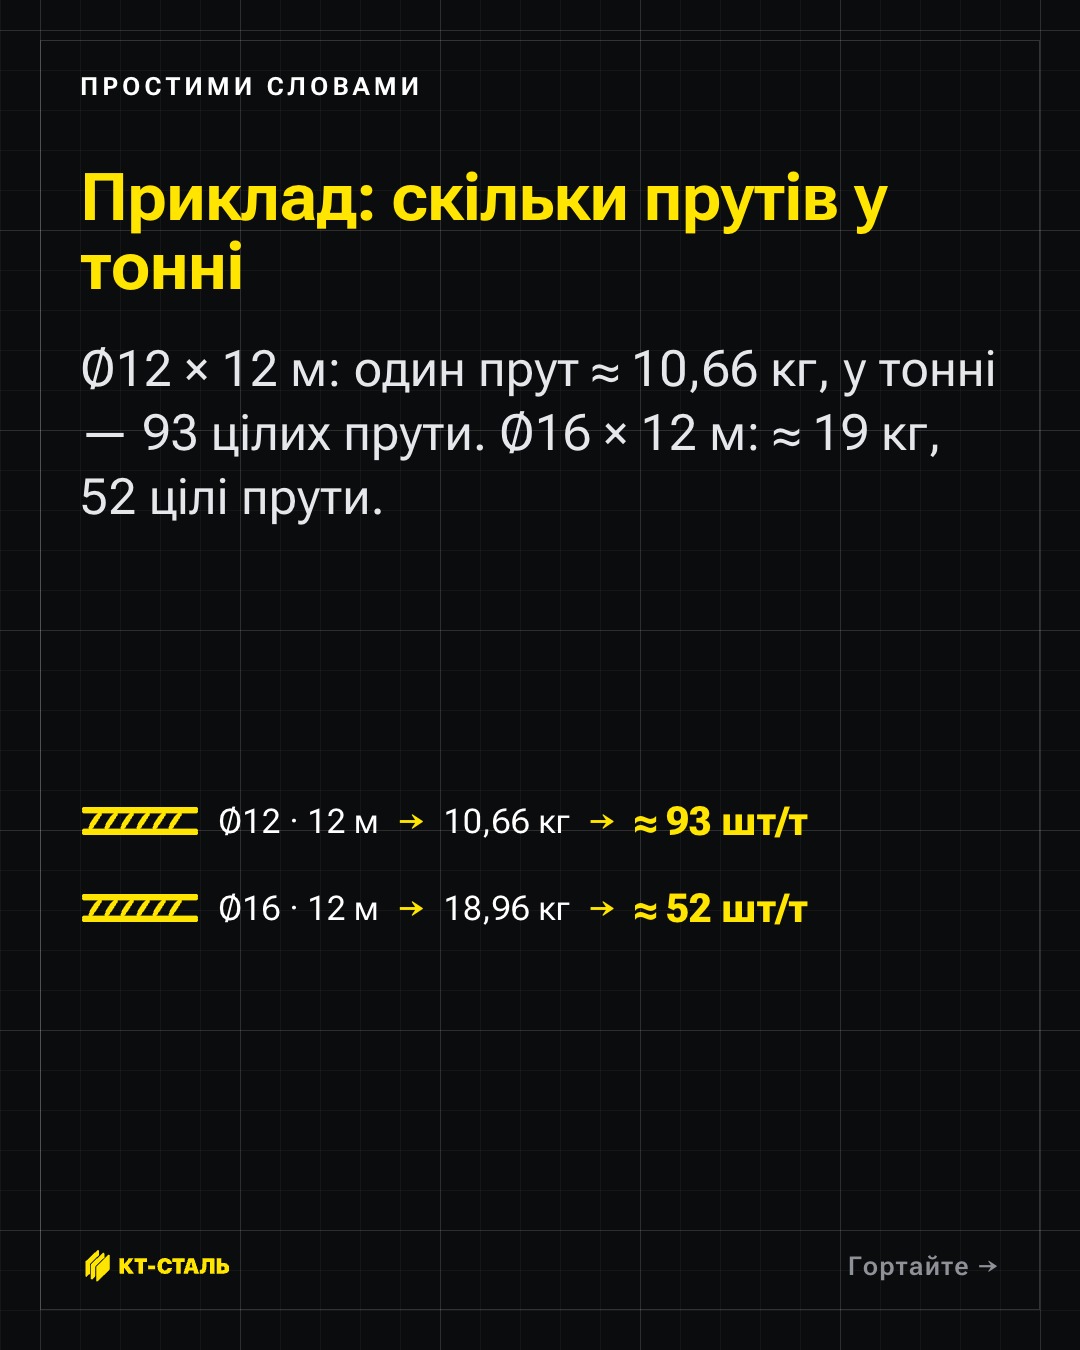 ПРОСТИМИ СЛОВАМИ
Приклад: скільки прутів у
тонні
Ø12 × 12 м: один прут ≈ 10,66 кг, у тонні
— 93 цілих прути. Ø16 × 12 м: ≈ 19 кг,
52 цілі прути.
Ø12 · 12 м → 10,66 кг → ≈ 93 шт/т
Ø16 · 12 м → 18,96 кг → ≈ 52 шт/т
КТ-СТАЛЬ
Гортайте →